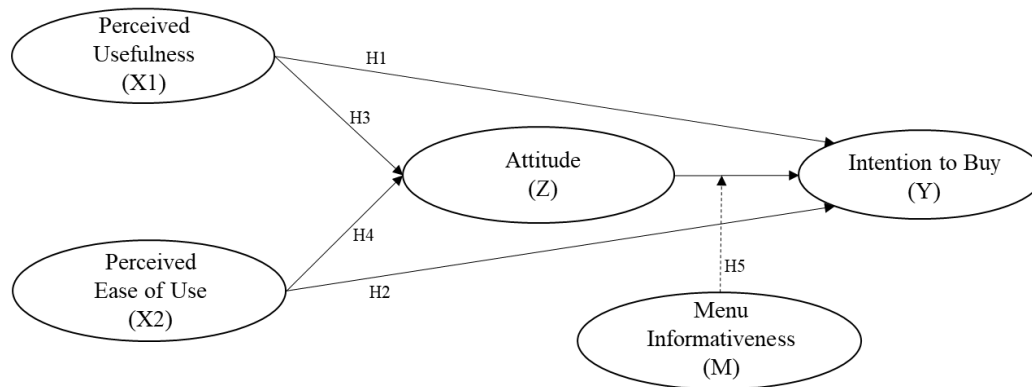 Perceived
Usefulness
(X1)
H1
H3
Attitude
(Z)
Intention to Buy
(Y)
H4
Perceived
Ease of Use
(X2)
H2
H5
Menu
Informativeness
(M)